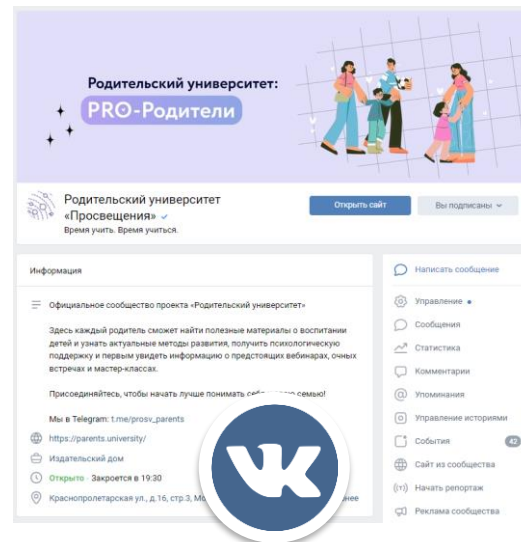 Родительский университет:
PRO-Родители
Родительский университет
«Просвещения»
Время учить. Время учиться.
Открыть сайт
Вы подписаны
Информация
Официальное сообщество проекта «Родительский университет»
Здесь каждый родитель сможет найти полезные материалы о воспитании
детей и узнать актуальные методы развития, получить психологическую
поддержку и первым увидеть информацию о предстоящих вебинарах, очных
встречах и мастер-классах.
Присоединяйтесь, чтобы начать лучше понимать семью!
Мы в Telegram: t.me/prosv_parents
https://parents.university/
Издательский дом
Открыто · Закроется в 19:30
Краснопролетарская ул., д.16, стр.3,
Написать сообщение
Управление
Сообщения
Статистика
Комментарии
Упоминания
Управление историями
События 42
Сайт из сообщества
Начать репортаж
Реклама сообщества